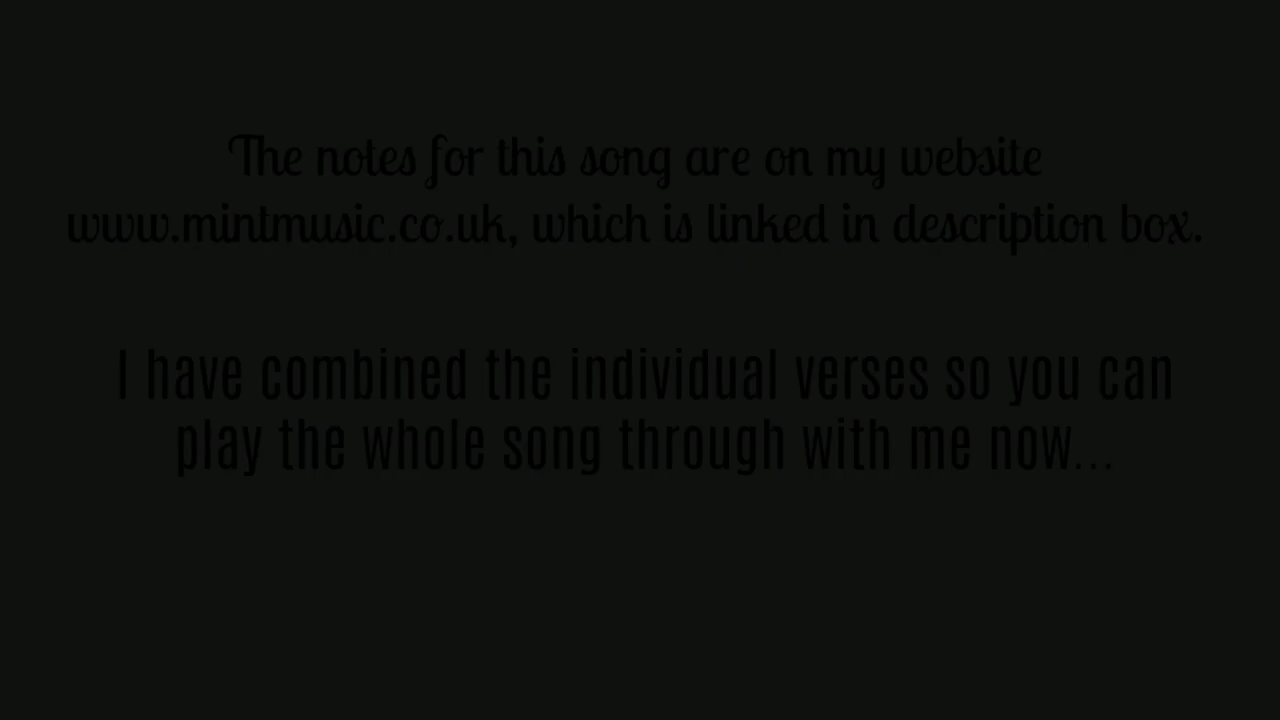 The notes for this song are on my website
www.mintmusic.co.uk, which is linked in description box.
I have combined the individual verses so you can
play the whole song through with me now...